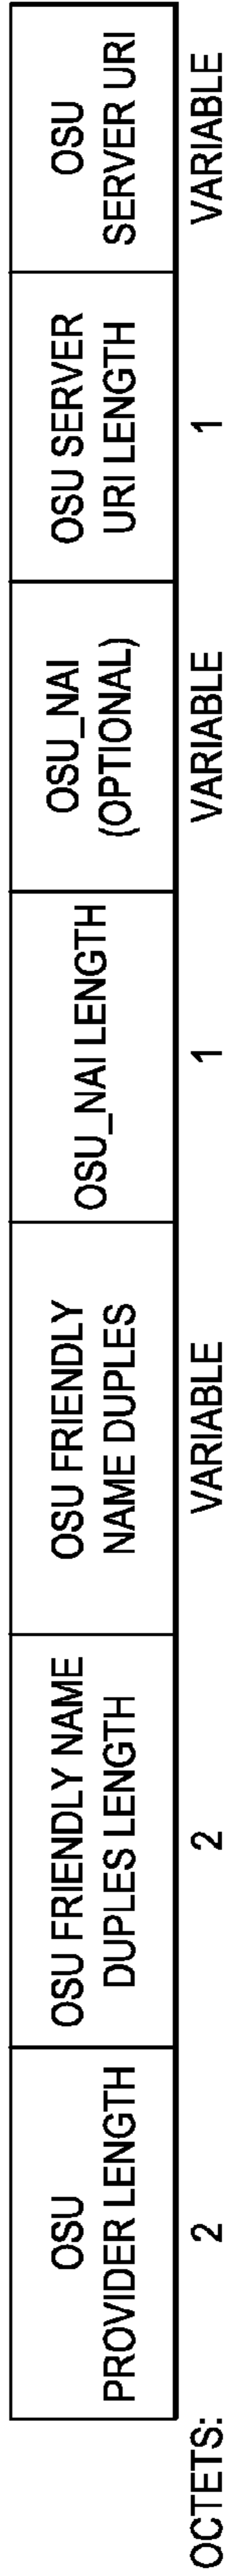 OSU
PROVIDER LENGTH
OSU FRIENDLY NAME
DUPLES LENGTH
OSU FRIENDLY
NAME DUPLES
OSU_NAI LENGTH
OSU_NAI
(OPTIONAL)
OSU SERVER
URI LENGTH
OSU
SERVER URI
OCTETS: 2 2 VARIABLE 1 VARIABLE 1 VARIABLE